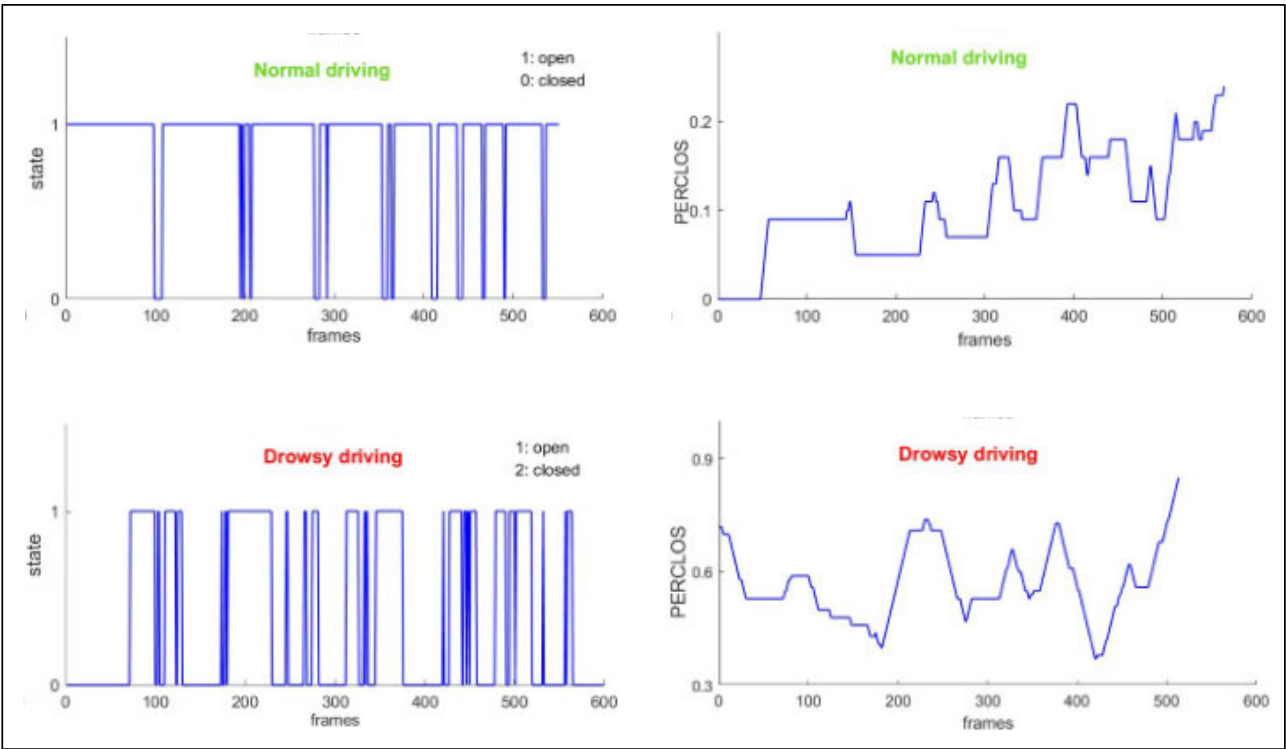 Normal driving
1: open
0: closed
1
0
state
0 100 200 300 400 500 600
frames
Normal driving
0.2
0.1
0
PERCLOS
0 100 200 300 400 500 600
frames
Drowsy driving
1: open
2: closed
1
0
state
0 100 200 300 400 500 600
frames
Drowsy driving
0.9
0.6
0.3
PERCLOS
0 100 200 300 400 500 600
frames